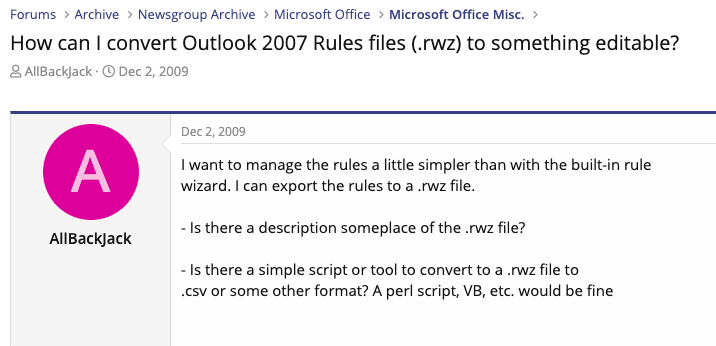 Forums > Archive > Newsgroup Archive > Microsoft Office > Microsoft Office Misc. >
How can I convert Outlook 2007 Rules files (.rwz) to something editable?
AllBackJack · Dec 2, 2009
Dec 2, 2009
A
AllBackJack
I want to manage the rules a little simpler than with the built-in rule
wizard. I can export the rules to a .rwz file.
- Is there a description someplace of the .rwz file?
- Is there a simple script or tool to convert to a .rwz file to
.csv or some other format? A perl script, VB, etc. would be fine